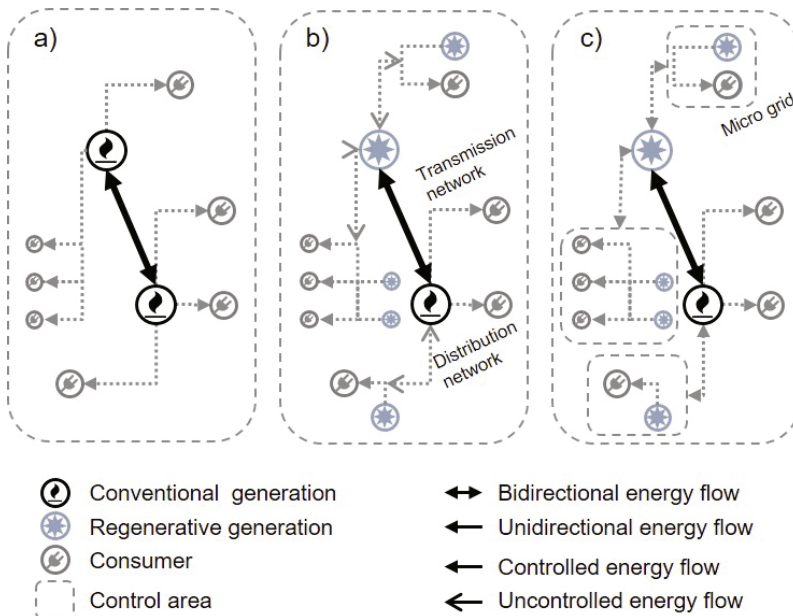 a)
b)
c)
Micro grid
Transmission
network
Distribution
network
Conventional generation
Regenerative generation
Consumer
Control area
Bidirectional energy flow
Unidirectional energy flow
Controlled energy flow
Uncontrolled energy flow